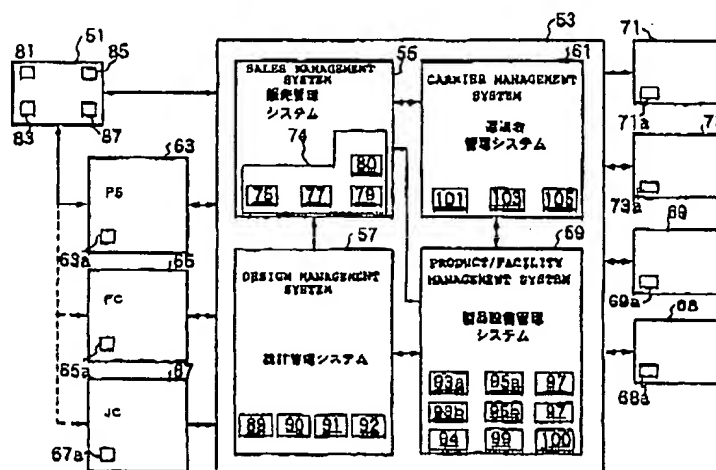 53
51
81
85
83
87
55
SALES MANAGEMENT
SYSTEM
販売管理
システム
74
80
75 77 79
61
CARRIER MANAGEMENT
SYSTEM
運送者
管理システム
101 103 105
71
71a
73a
69
69a
68
68a
63
PS
63a
65
FC
65a
67
JC
67a
57
DESIGN MANAGEMENT
SYSTEM
設計管理システム
89 90 91 92
59
PRODUCT/FACILITY
MANAGEMENT SYSTEM
製品設備管理
システム
93a 95a 97
93b 95b 97
94 99 100